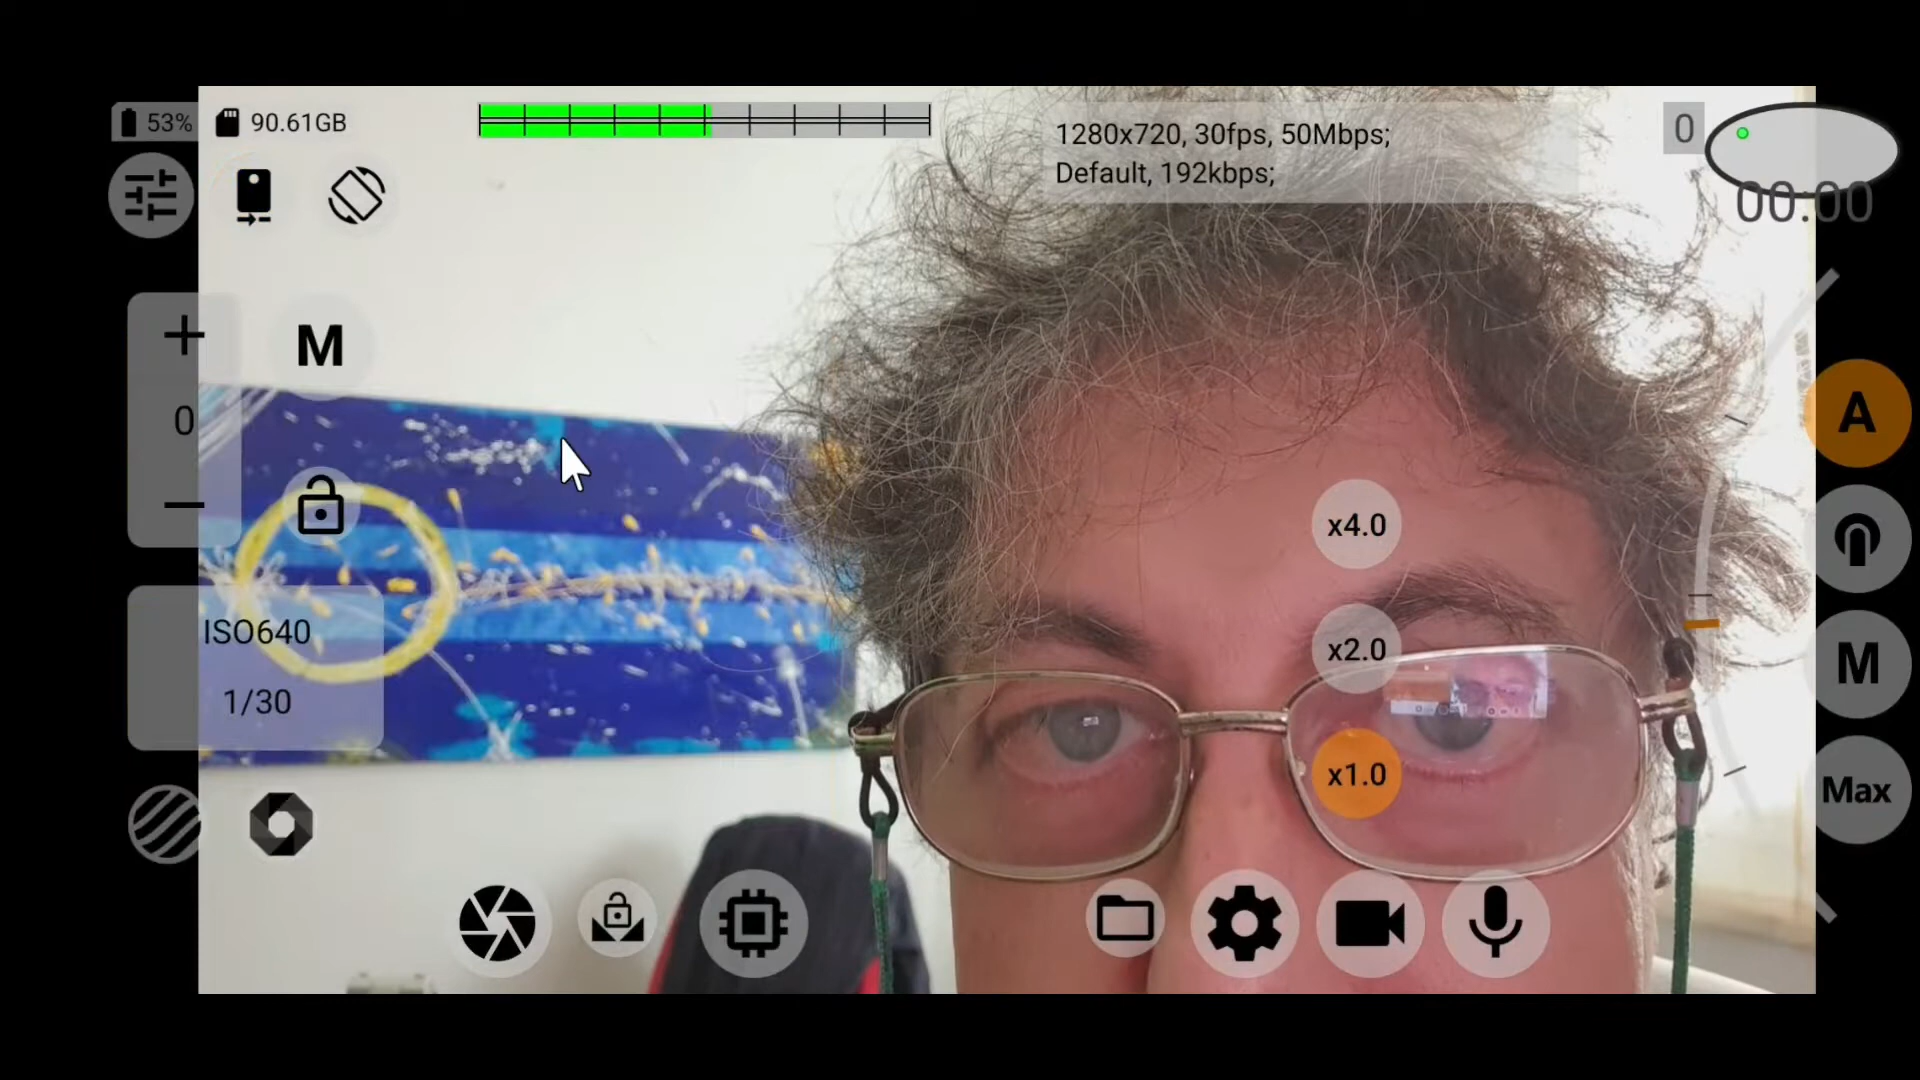 53%
90.61GB
1280x720, 30fps, 50Mbps;
Default, 192kbps;
0
00:00
M
0
A
x4.0
x2.0
ISO640
M
1/30
x1.0
Max